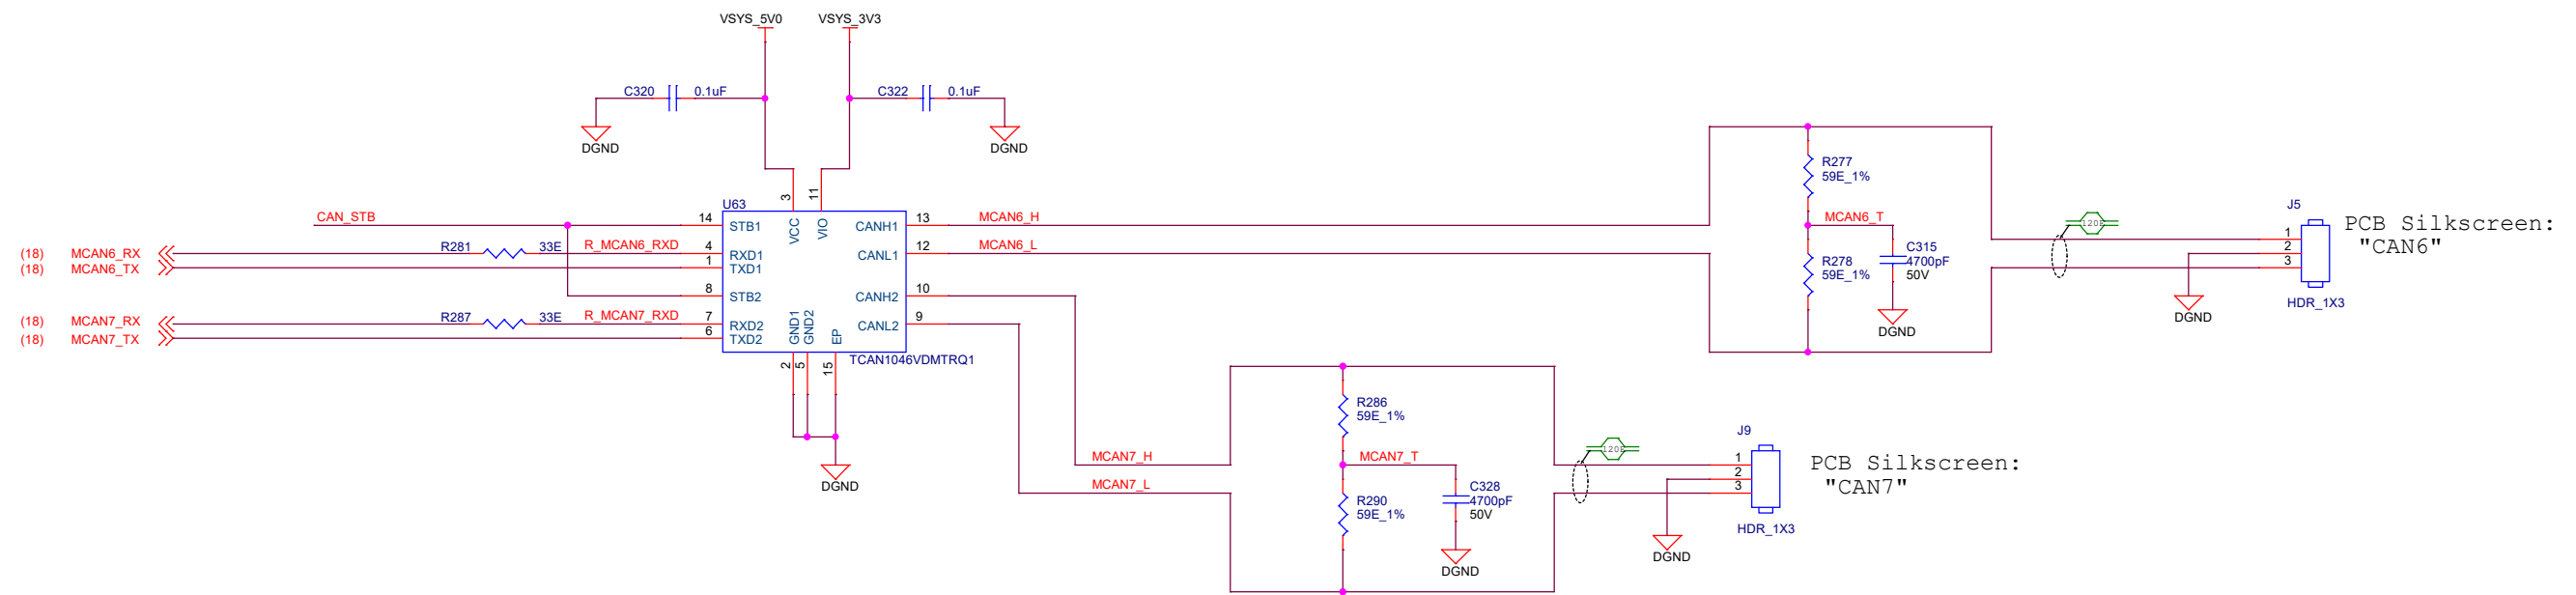 VSYS_5V0
VSYS_3V3
C320
0.1uF
C322
0.1uF
DGND
DGND
R277
59E_1%
U63
3
11
CAN_STB
14
STB1
VCC
VIO
CANH1
13
MCAN6_H
MCAN6_T
120E
J5
PCB Silkscreen:
"CAN6"
(18)
MCAN6_RX
R281
33E
R_MCAN6_RXD
4
RXD1
CANL1
12
MCAN6_L
C315
4700pF
50V
R278
59E_1%
1
2
3
(18)
MCAN6_TX
1
TXD1
8
STB2
CANH2
10
HDR_1X3
DGND
DGND
(18)
MCAN7_RX
R287
33E
R_MCAN7_RXD
7
RXD2
GND1
GND2
EP
CANL2
9
(18)
MCAN7_TX
6
TXD2
TCAN1046VDMTRQ1
2
5
15
DGND
R286
59E_1%
MCAN7_H
MCAN7_T
120E
J9
PCB Silkscreen:
"CAN7"
1
2
3
MCAN7_L
C328
4700pF
50V
R290
59E_1%
HDR_1X3
DGND
DGND